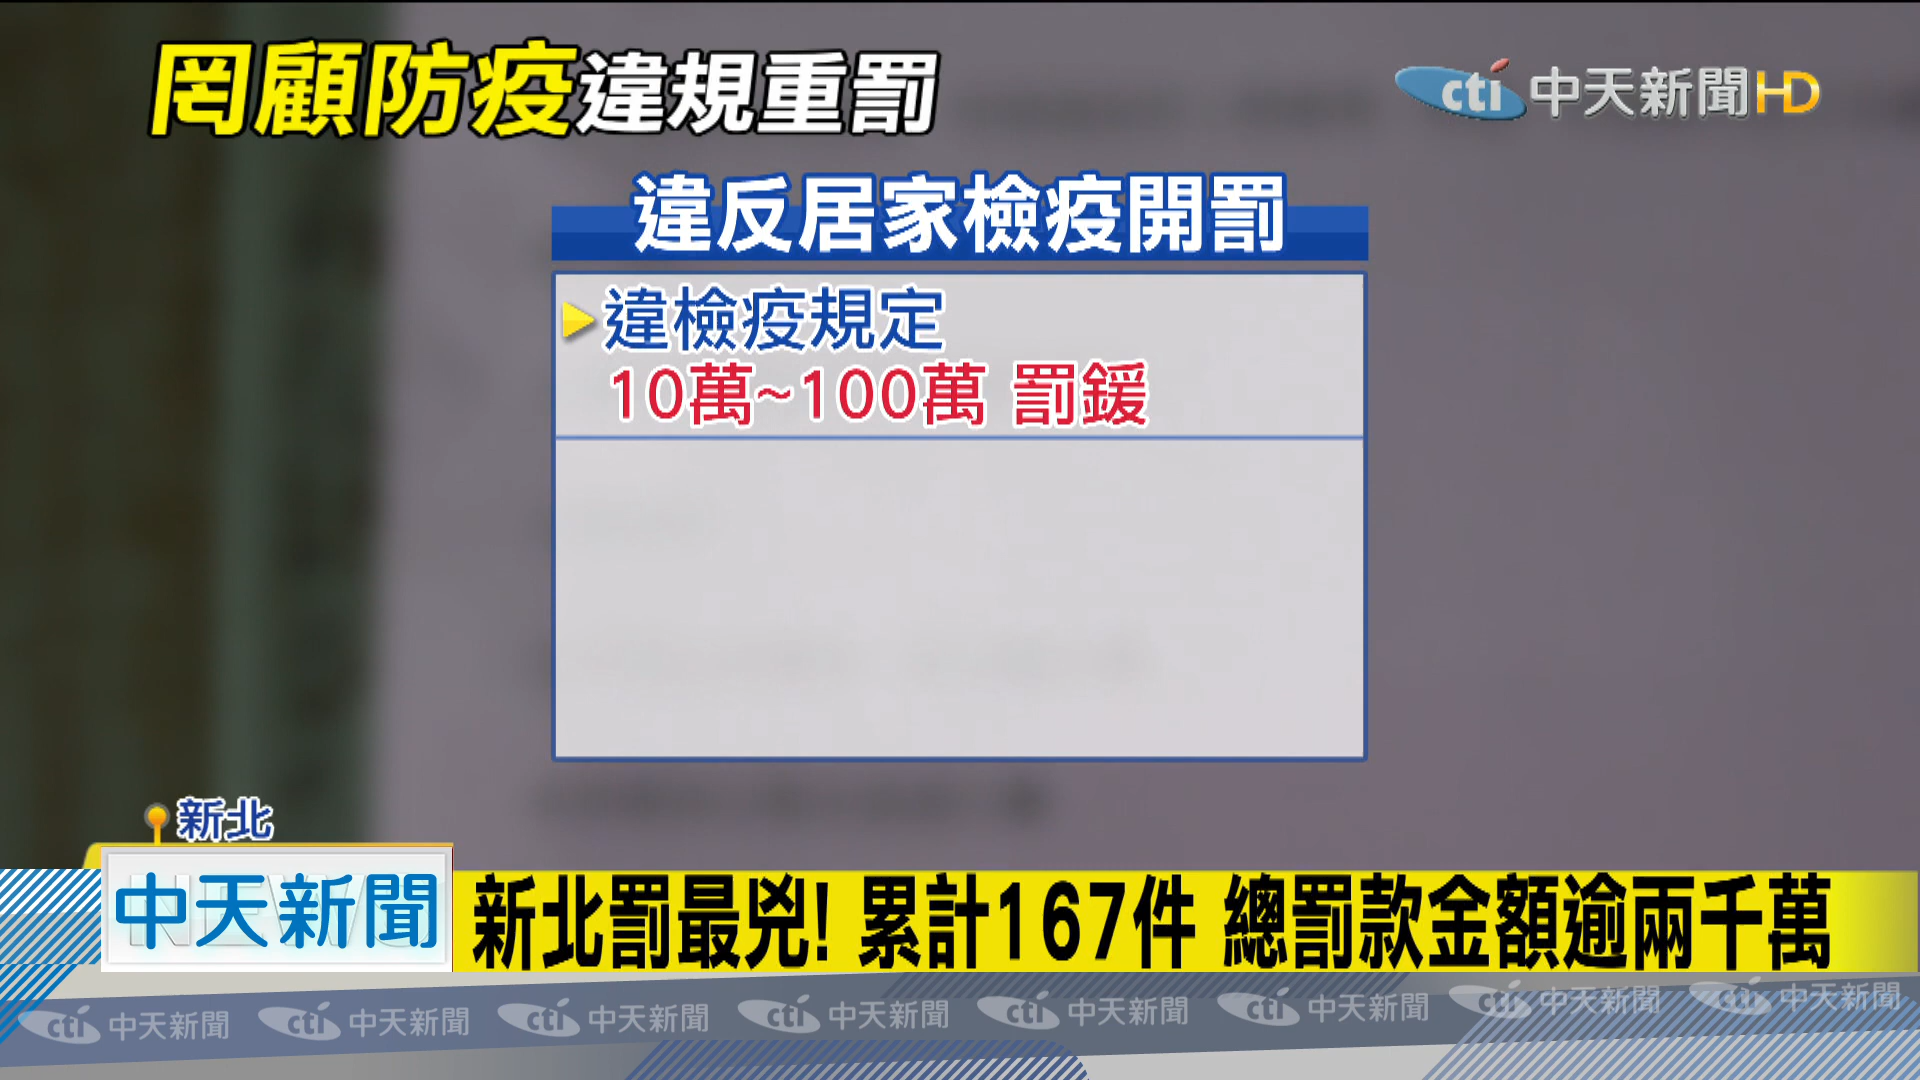 罔顧防疫違規重罰
cti 中天新聞HD
違反居家檢疫開罰
違檢疫規定
10萬~100萬 罰鍰
新北
中天新聞
新北罰最兇! 累計167件 總罰款金額逾兩千萬
cti 中天新聞 cti 中天新聞 cti 中天新聞 cti 中天新聞 cti 中天新聞 cti 中天新聞 cti 中天新聞 cti 中天新聞